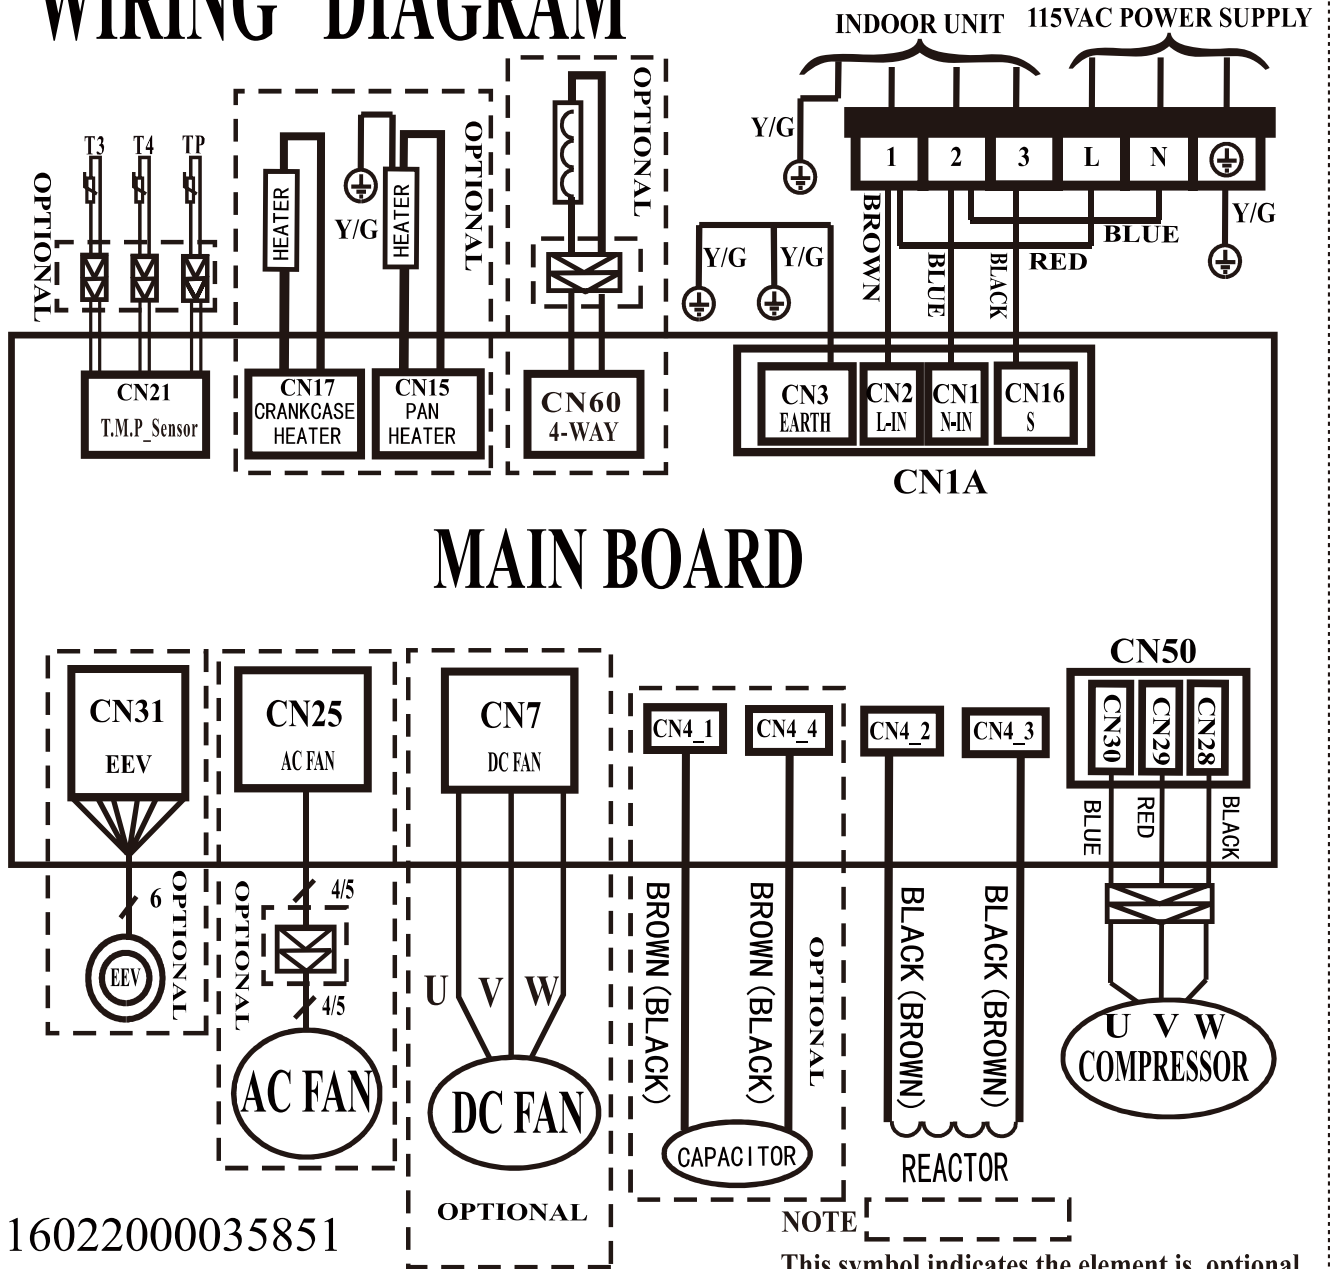 WIRING DIAGRAM
INDOOR UNIT
115VAC POWER SUPPLY
Y/G
1 2 3 L N
Y/G
BROWN
BLUE
BLACK
BLUE
RED
Y/G
Y/G
T3 T4 TP
OPTIONAL
HEATER
Y/G
HEATER
OPTIONAL
OPTIONAL
CN21
T.M.P_Sensor
CN17
CRANKCASE
HEATER
CN15
PAN
HEATER
CN60
4-WAY
CN3
EARTH
CN2
L-IN
CN1
N-IN
CN16
S
CN1A
MAIN BOARD
CN31
EEV
6
OPTIONAL
EEV
CN25
AC FAN
4/5
OPTIONAL
4/5
AC FAN
CN7
DC FAN
U V W
DC FAN
OPTIONAL
CN4_1
CN4_4
BROWN(BLACK)
BROWN(BLACK)
OPTIONAL
CAPACITOR
CN4_2
CN4_3
BLACK(BROWN)
BLACK(BROWN)
REACTOR
CN50
CN30
CN29
CN28
BLUE
RED
BLACK
U V W
COMPRESSOR
16022000035851
NOTE
This symbol indicates the element is optional